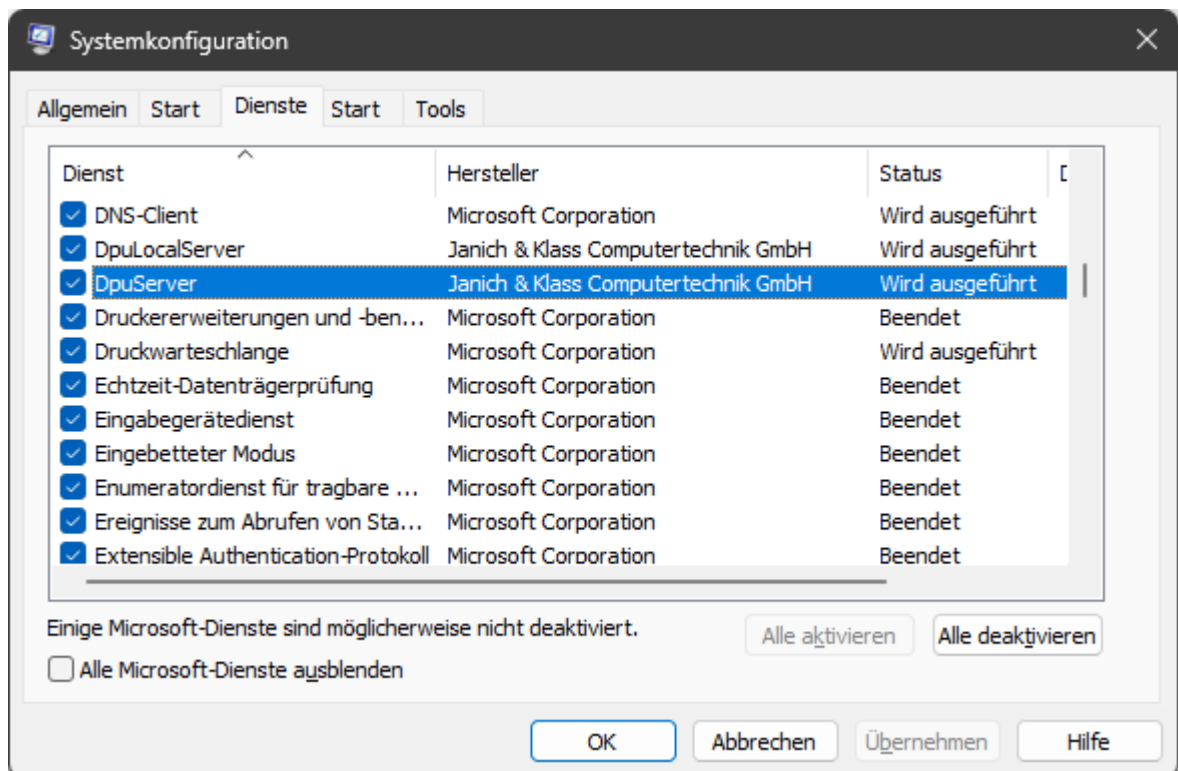 Systemkonfiguration
Allgemein Start Dienste Start Tools
Dienst Hersteller Status
DNS-Client Microsoft Corporation Wird ausgeführt
DpuLocalServer Janich & Klass Computertechnik GmbH Wird ausgeführt
DpuServer Janich & Klass Computertechnik GmbH Wird ausgeführt
Druckererweiterungen und -ben... Microsoft Corporation Beendet
Druckwarteschlange Microsoft Corporation Wird ausgeführt
Echtzeit-Datenträgerprüfung Microsoft Corporation Beendet
Eingabegerätedienst Microsoft Corporation Beendet
Eingebetteter Modus Microsoft Corporation Beendet
Enumeratordienst für tragbare ... Microsoft Corporation Beendet
Ereignisse zum Abrufen von Sta... Microsoft Corporation Beendet
Extensible Authentication-Protokoll Microsoft Corporation Beendet
Einige Microsoft-Dienste sind möglicherweise nicht deaktiviert. Alle aktivieren Alle deaktivieren
Alle Microsoft-Dienste ausblenden
OK Abbrechen Übernehmen Hilfe